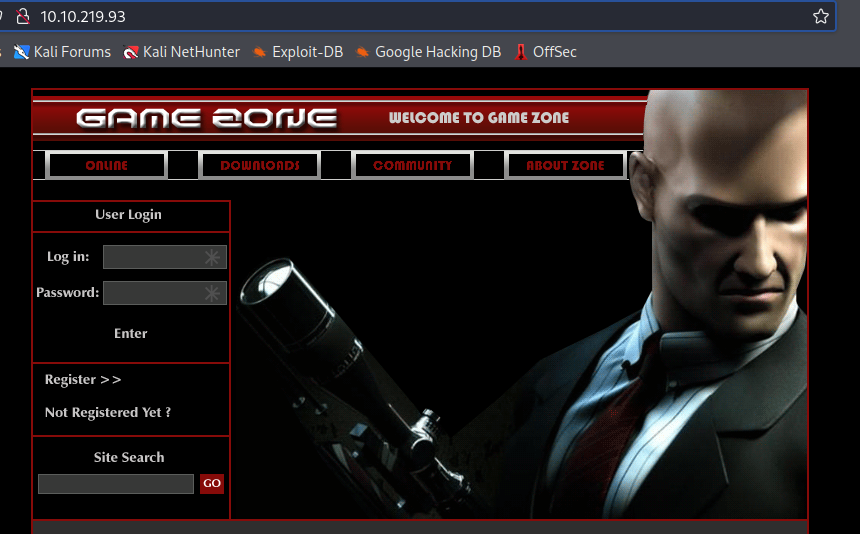 10.10.219.93
Kali Forums Kali NetHunter Exploit-DB Google Hacking DB OffSec
GAME ZONE WELCOME TO GAME ZONE
ONLINE DOWNLOADS COMMUNITY ABOUT ZONE
User Login
Log in:
Password:
Enter
Register >>
Not Registered Yet ?
Site Search
GO